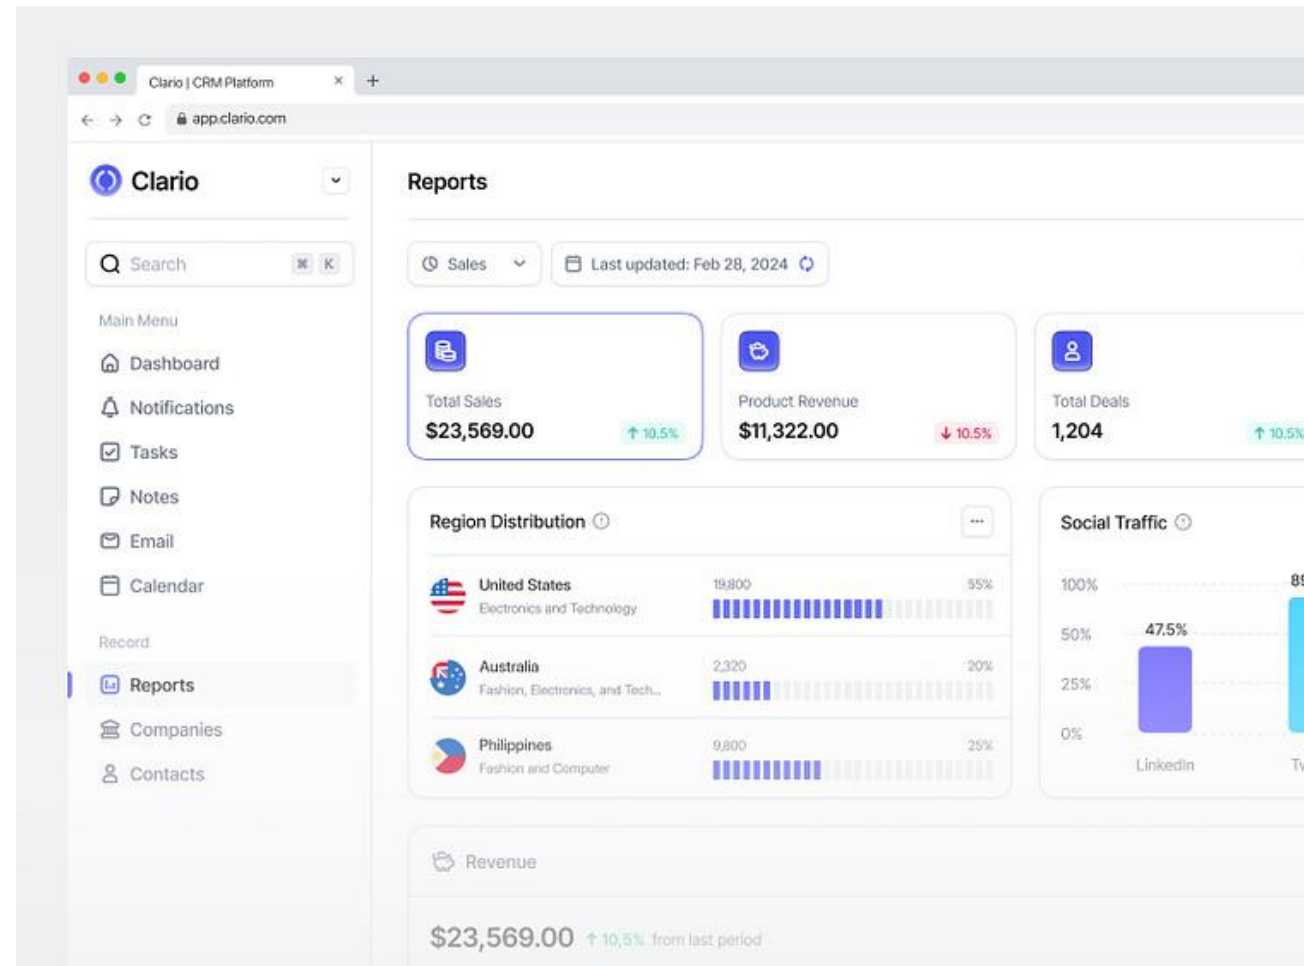 Clario | CRM Platform
app.clario.com
Clario
Reports
Search ⌘ K
Sales
Last updated: Feb 28, 2024
Main Menu
Dashboard
Notifications
Tasks
Notes
Email
Calendar
Record
Reports
Companies
Contacts
Total Sales
$23,569.00 ↑ 10.5%
Product Revenue
$11,322.00 ↓ 10.5%
Total Deals
1,204 ↑ 10.5%
Region Distribution
United States 19,800 55%
Electronics and Technology
Australia 2,320 20%
Fashion, Electronics, and Tech...
Philippines 9,800 25%
Fashion and Computer
Social Traffic
100%
50%
25%
0%
47.5%
89
LinkedIn
Tw
Revenue
$23,569.00 ↑ 10,5% from last period